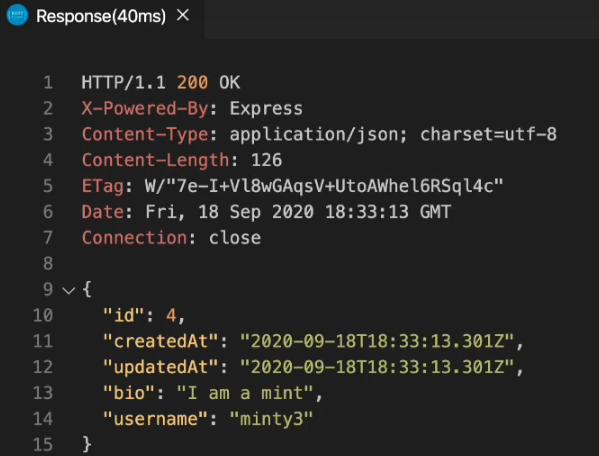 Response(40ms) ×
1 HTTP/1.1 200 OK
2 X-Powered-By: Express
3 Content-Type: application/json; charset=utf-8
4 Content-Length: 126
5 ETag: W/"7e-I+Vl8wGAqsV+UtoAWhel6RSql4c"
6 Date: Fri, 18 Sep 2020 18:33:13 GMT
7 Connection: close
8
9 {
10 "id": 4,
11 "createdAt": "2020-09-18T18:33:13.301Z",
12 "updatedAt": "2020-09-18T18:33:13.301Z",
13 "bio": "I am a mint",
14 "username": "minty3"
15 }